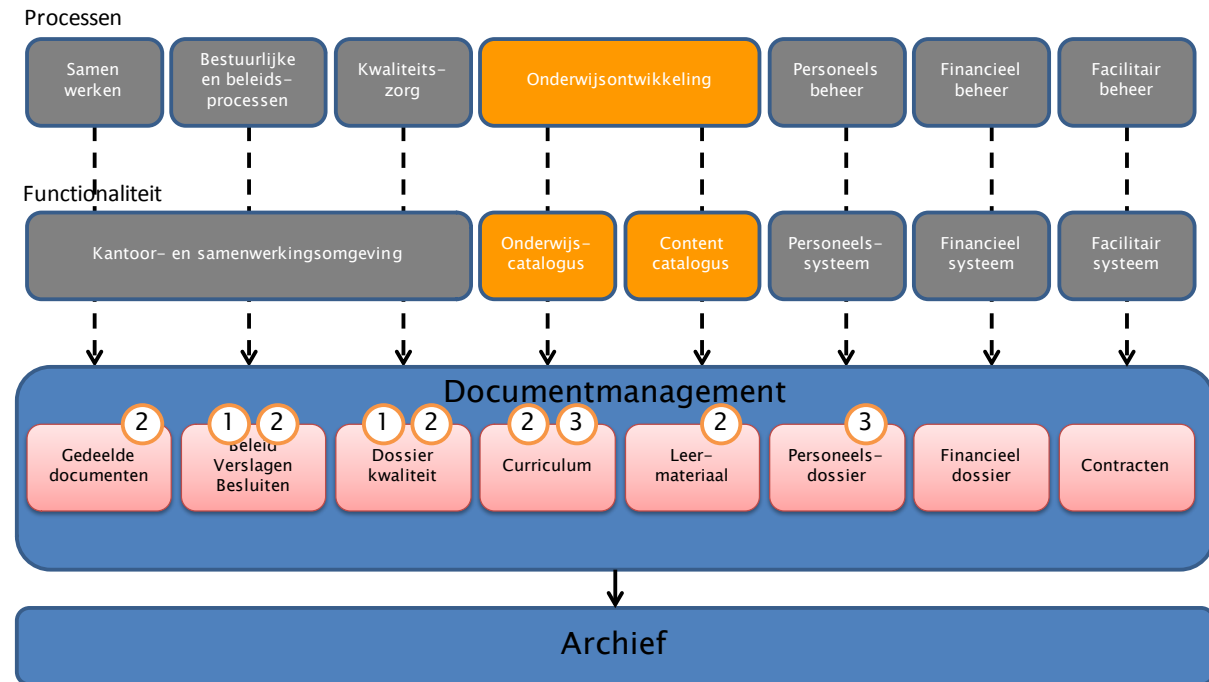 Processen
Samen
werken
Bestuurlijke
en beleids-
processen
Kwaliteits-
zorg
Onderwijsontwikkeling
Personeels
beheer
Financieel
beheer
Facilitair
beheer
Functionaliteit
Kantoor- en samenwerkingsomgeving
Onderwijs-
catalogus
Content
catalogus
Personeels-
systeem
Financieel
systeem
Facilitair
systeem
Documentmanagement
2
Gedeelde
documenten
1 2
Beleid
Verslagen
Besluiten
1 2
Dossier
kwaliteit
2 3
Curriculum
2
Leer-
materiaal
3
Personeels-
dossier
Financieel
dossier
Contracten
Archief